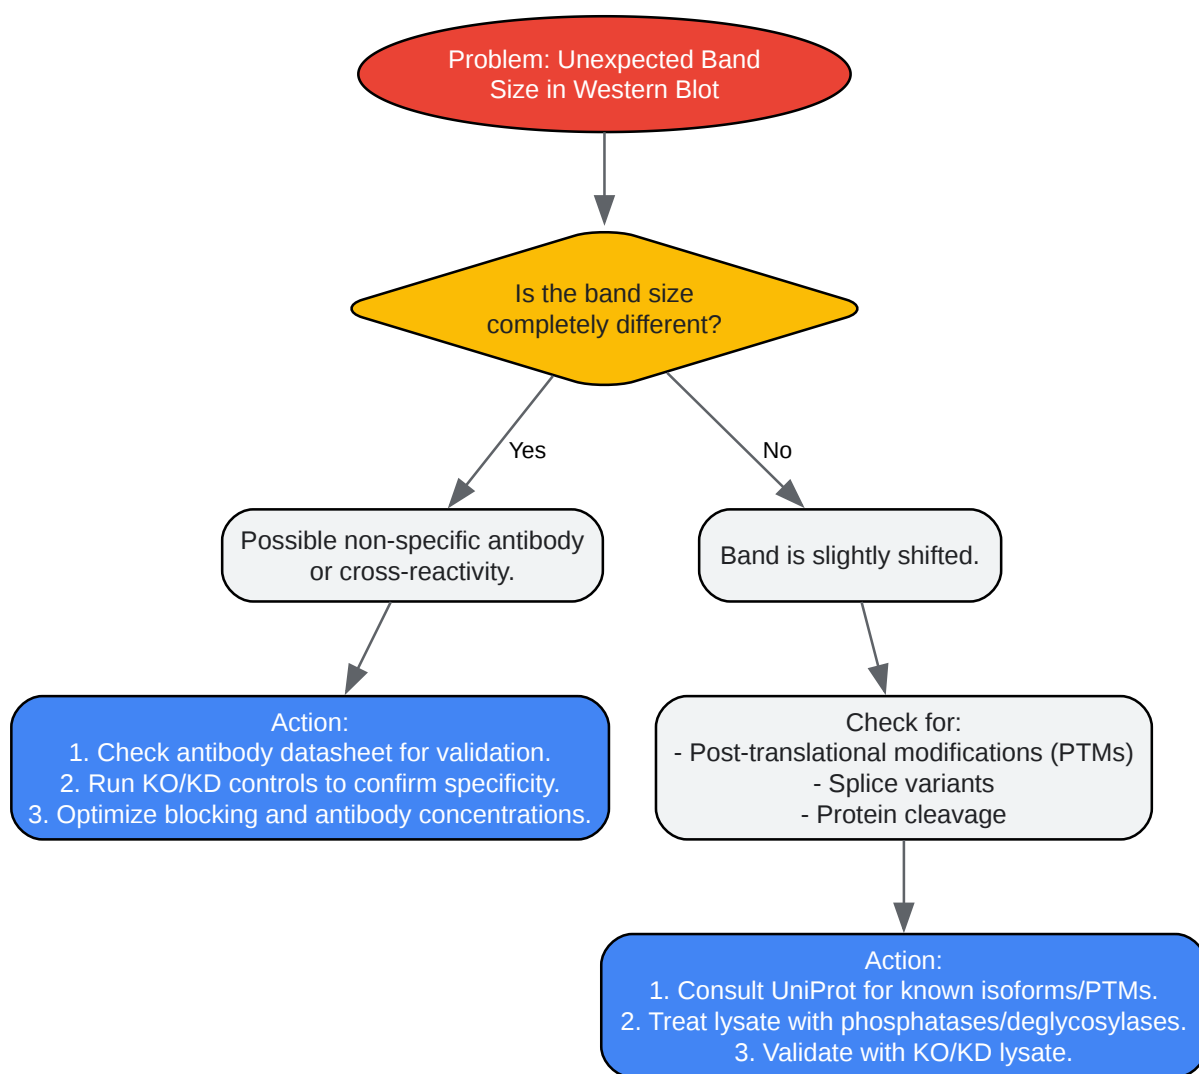 Problem: Unexpected Band
Size in Western Blot
Is the band size
completely different?
Yes
No
Possible non-specific antibody
or cross-reactivity.
Band is slightly shifted.
Action:
1. Check antibody datasheet for validation.
2. Run KO/KD controls to confirm specificity.
3. Optimize blocking and antibody concentrations.
Check for:
- Post-translational modifications (PTMs)
- Splice variants
- Protein cleavage
Action:
1. Consult UniProt for known isoforms/PTMs.
2. Treat lysate with phosphatases/deglycosylases.
3. Validate with KO/KD lysate.